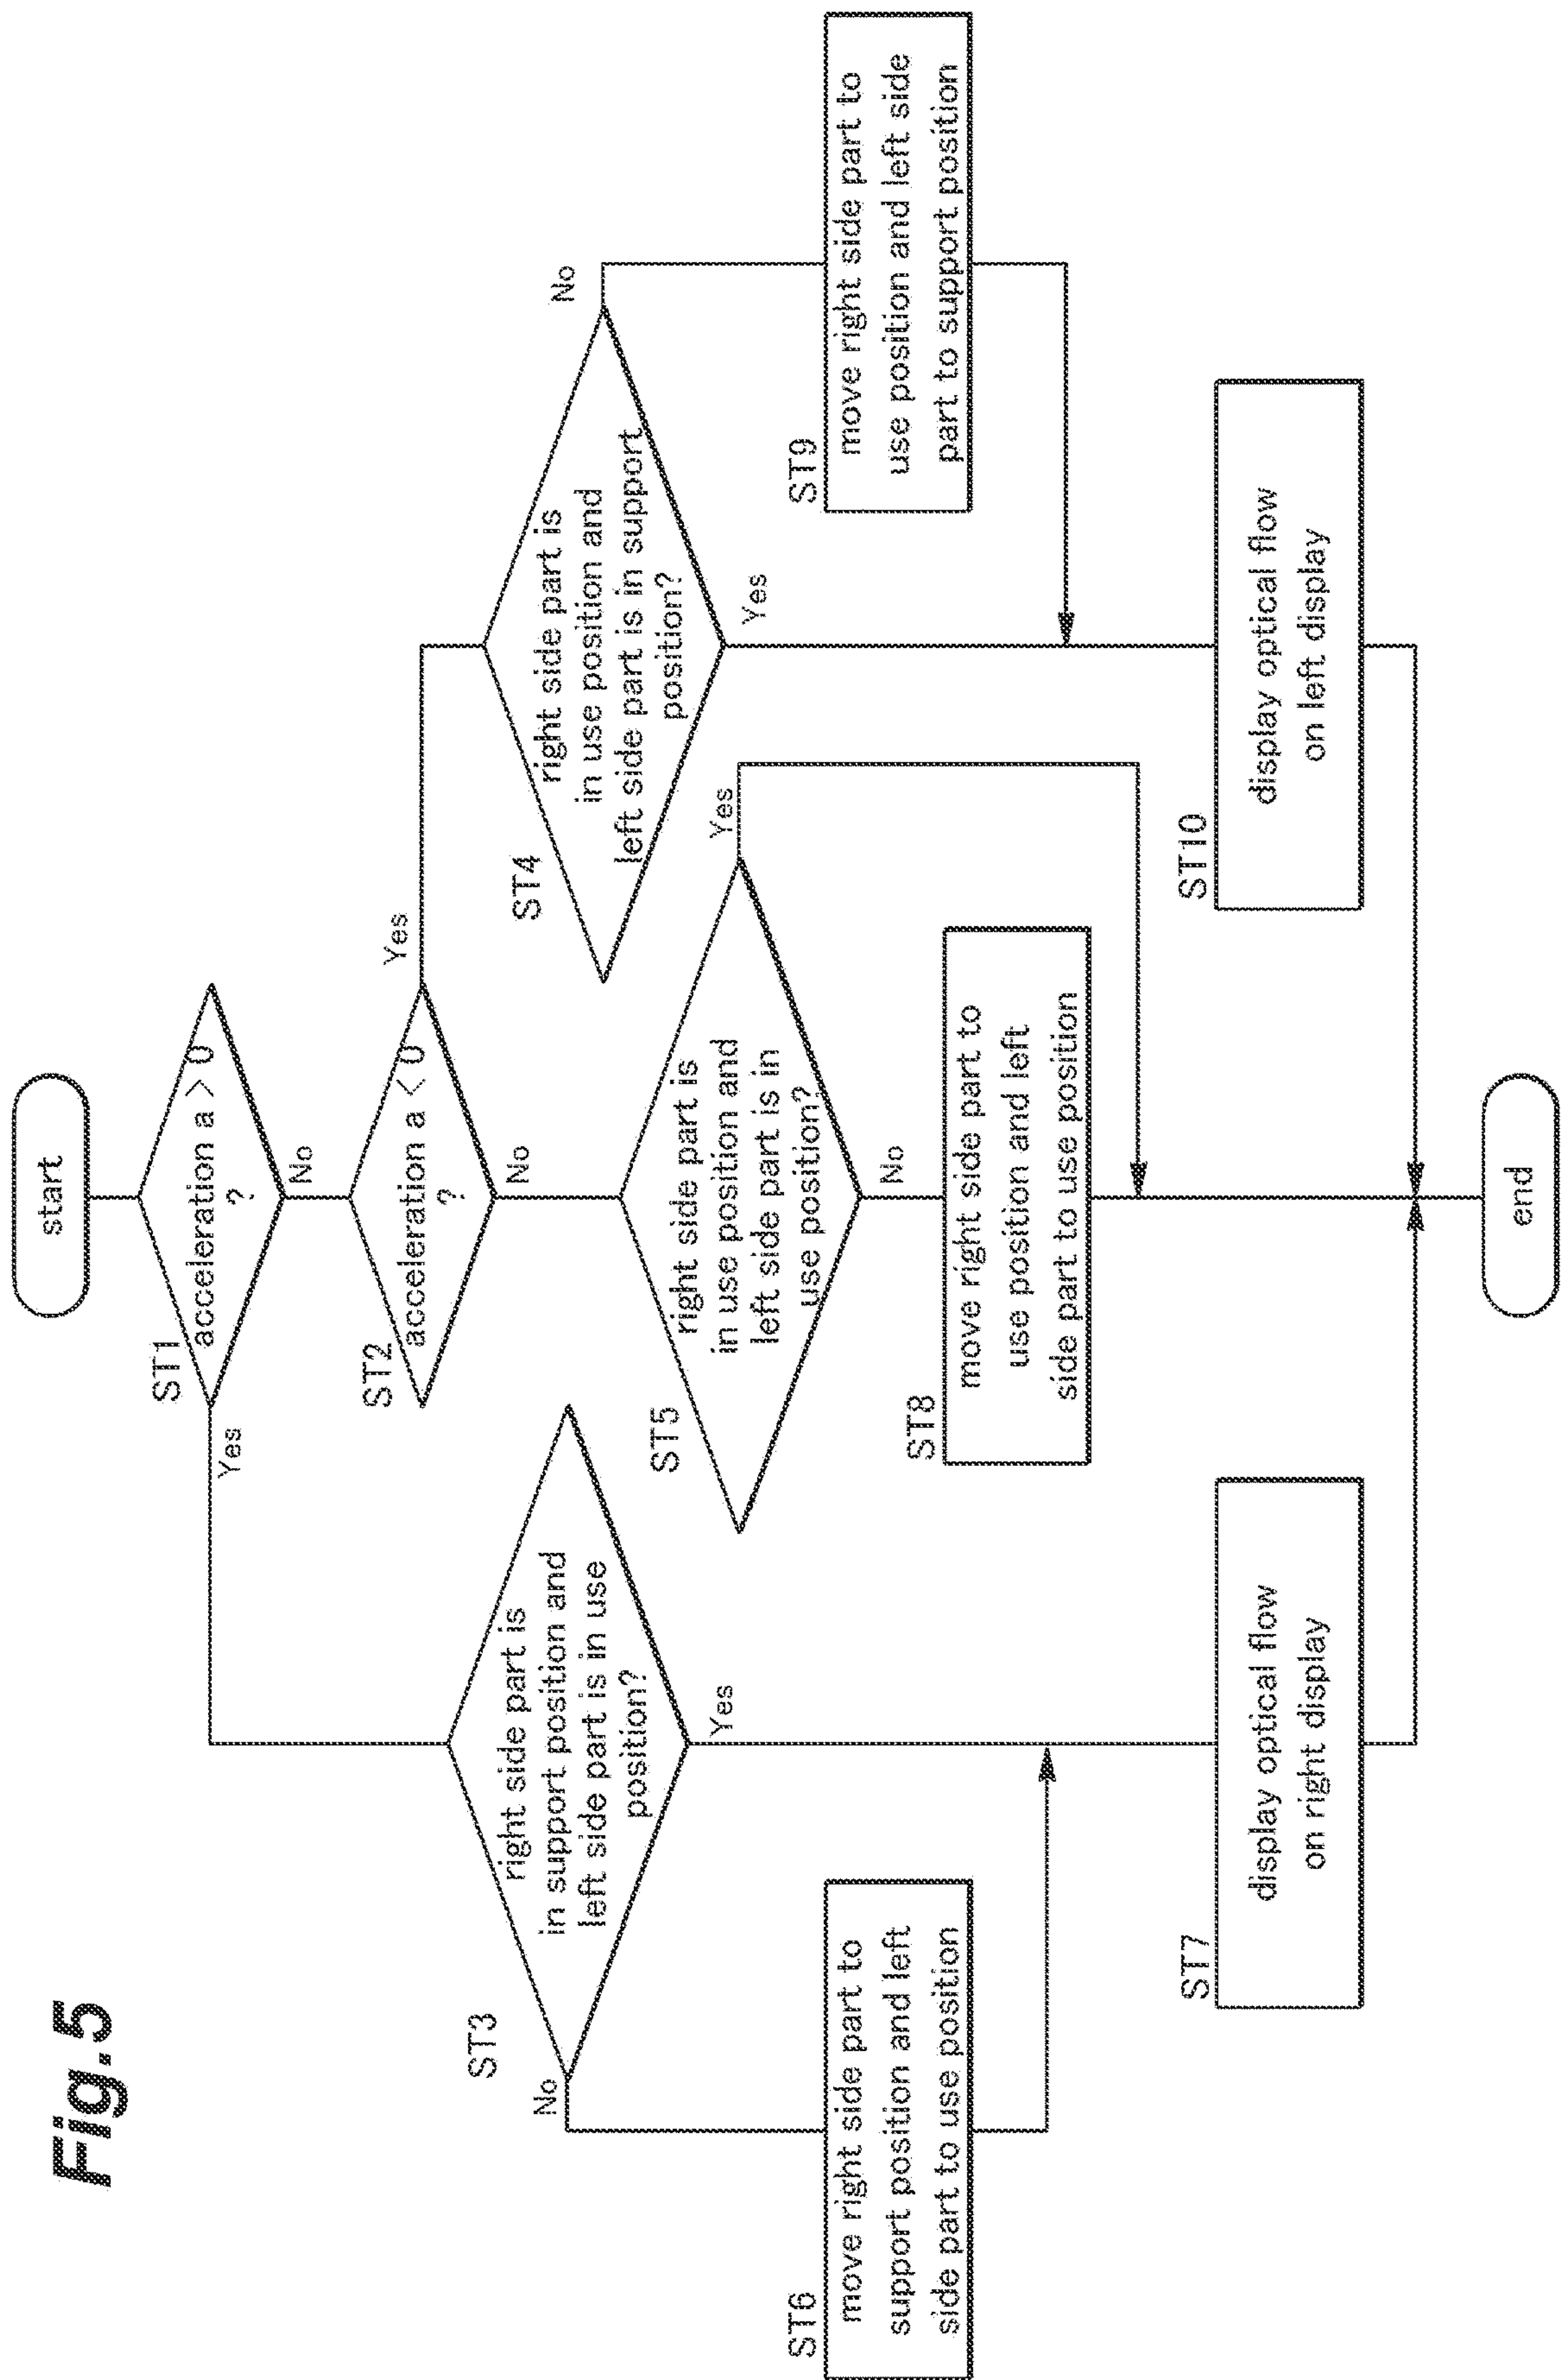 Fig.5
start
ST1
acceleration a > 0
?
Yes
No
ST2
acceleration a < 0
?
Yes
No
ST3
right side part is
in support position and
left side part is in use
position?
No
Yes
ST4
right side part is
in use position and
left side part is in support
position?
No
Yes
ST5
right side part is
in use position and
left side part is in
use position?
Yes
No
ST6
move right side part to
support position and left
side part to use position
ST8
move right side part to
use position and left
side part to use position
ST9
move right side part to
use position and left side
part to support position
ST7
display optical flow
on right display
ST10
display optical flow
on left display
end